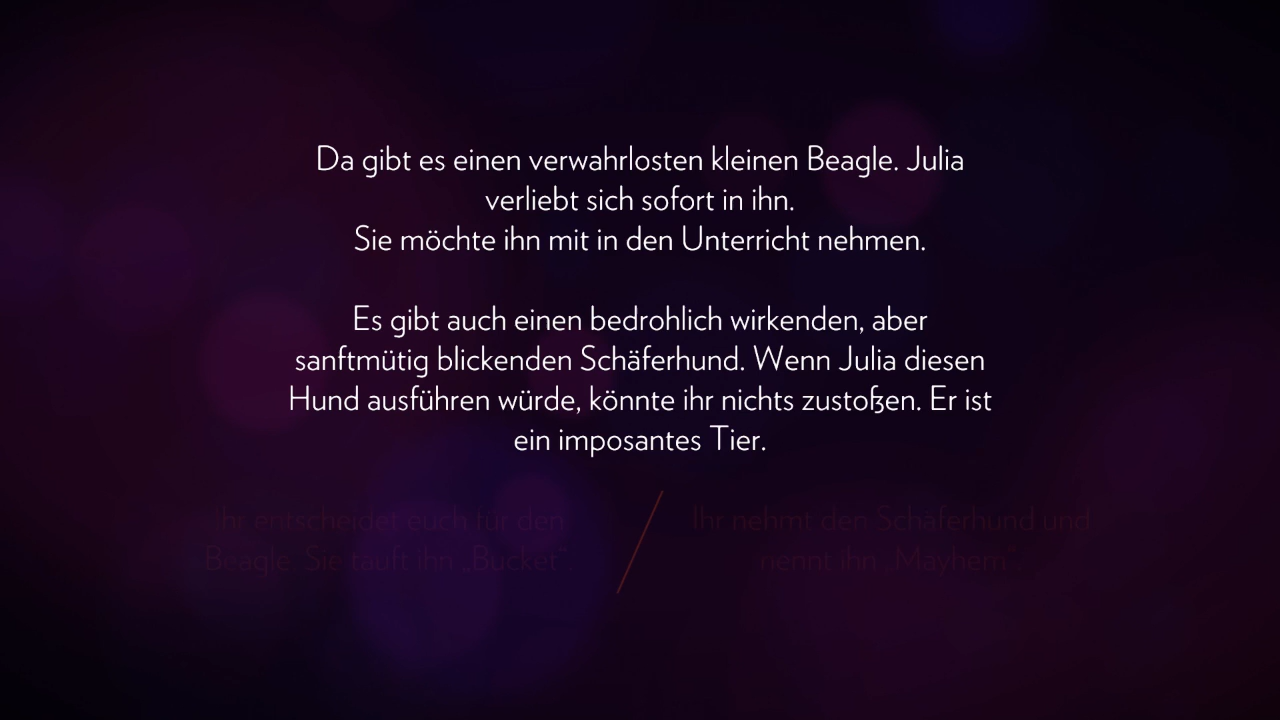 Da gibt es einen verwahrlosten kleinen Beagle. Julia
verliebt sich sofort in ihn.
Sie möchte ihn mit in den Unterricht nehmen.
Es gibt auch einen bedrohlich wirkenden, aber
sanftmütig blickenden Schäferhund. Wenn Julia diesen
Hund ausführen würde, könnte ihr nichts zustoßen. Er ist
ein imposantes Tier.
Ihr entscheidet euch für den
Beagle. Sie tauft ihn „Bucket“.
Ihr nehmt den Schäferhund und
nennt ihn „Mayhem“.